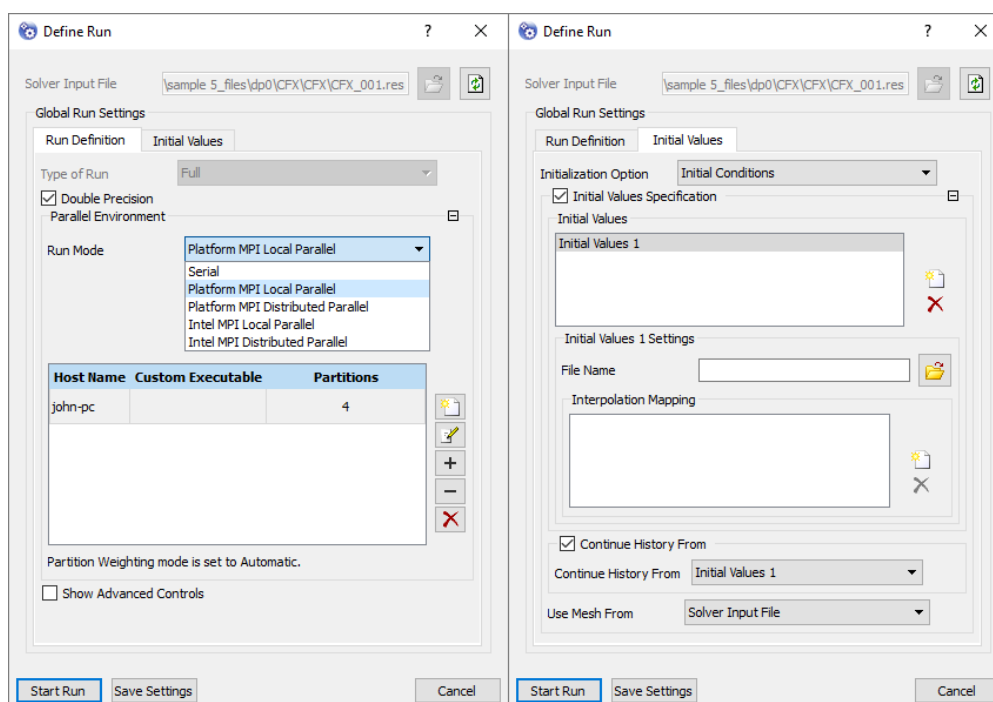 Define Run ? ×
Solver Input File \sample 5_files\dp0\CFX\CFX\CFX_001.res
Global Run Settings
Run Definition Initial Values
Type of Run Full
Double Precision
Parallel Environment
Run Mode Platform MPI Local Parallel
Serial
Platform MPI Local Parallel
Platform MPI Distributed Parallel
Intel MPI Local Parallel
Intel MPI Distributed Parallel
Host Name Custom Executable Partitions
john-pc 4
Partition Weighting mode is set to Automatic.
Show Advanced Controls
Start Run Save Settings Cancel
Define Run ? ×
Solver Input File \sample 5_files\dp0\CFX\CFX\CFX_001.res
Global Run Settings
Run Definition Initial Values
Initialization Option Initial Conditions
Initial Values Specification
Initial Values
Initial Values 1
Initial Values 1 Settings
File Name
Interpolation Mapping
Continue History From
Continue History From Initial Values 1
Use Mesh From Solver Input File
Start Run Save Settings Cancel